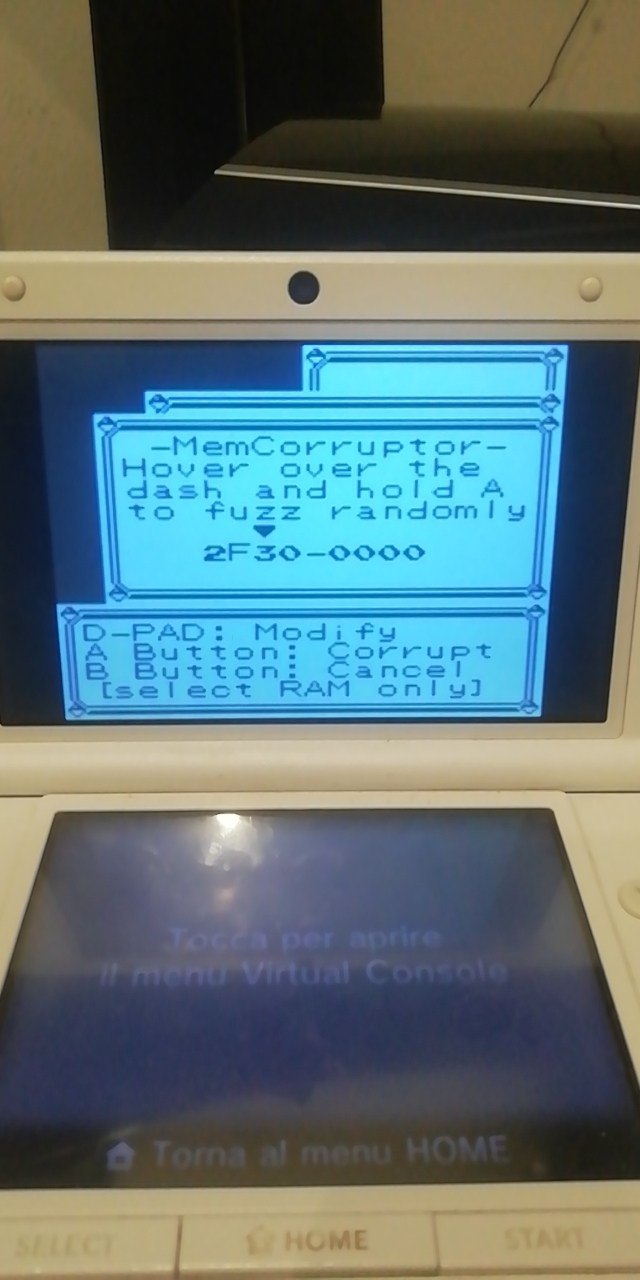 -MemCorruptor-
Hover over the
dash and hold A
to fuzz randomly
2F30-0000
D-PAD: Modify
A Button: Corrupt
B Button: Cancel
[select RAM only]
Tocca per aprire
il menu Virtual Console
Torna al menu HOME
SELECT
HOME
START